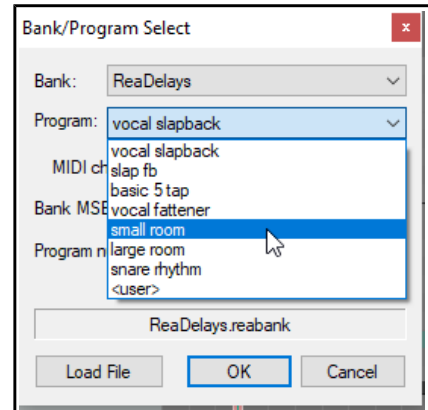 Bank/Program Select
x
Bank: ReaDelays
Program: vocal slapback
vocal slapback
MIDI ch
slap fb
basic 5 tap
Bank MSB
vocal fattener
small room
Program n
large room
snare rhythm
<user>
ReaDelays.reabank
Load File OK Cancel